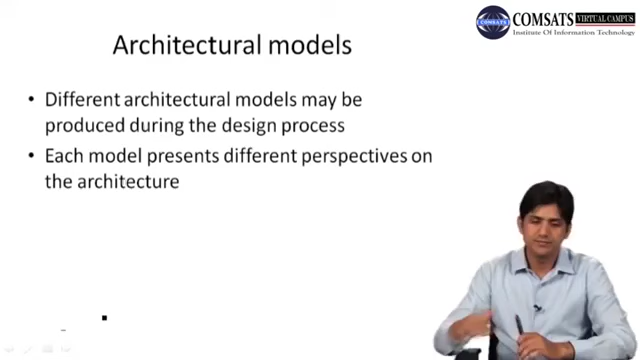 COMSATS VIRTUAL CAMPUS
Institute Of Information Technology
COMSATS
Architectural models
• Different architectural models may be
produced during the design process
• Each model presents different perspectives on
the architecture